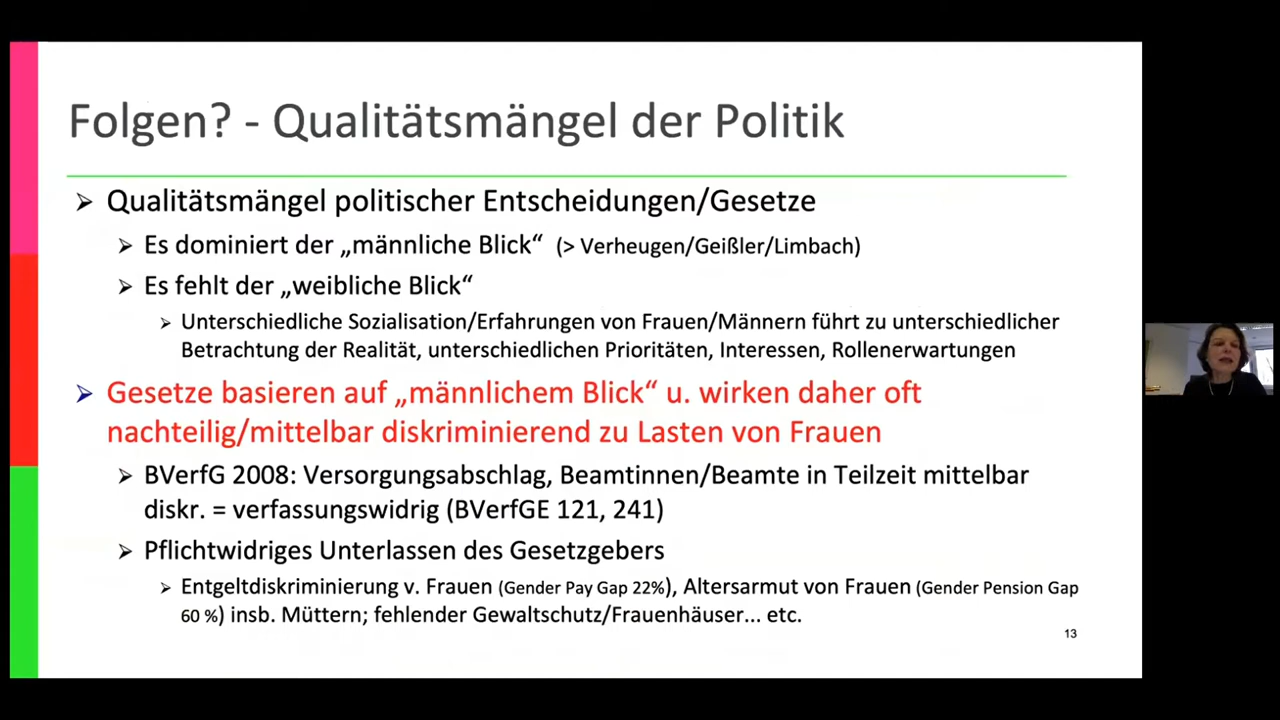 Folgen? - Qualitätsmängel der Politik
Qualitätsmängel politischer Entscheidungen/Gesetze
Es dominiert der „männliche Blick“ (> Verheugen/Geißler/Limbach)
Es fehlt der „weibliche Blick“
Unterschiedliche Sozialisation/Erfahrungen von Frauen/Männern führt zu unterschiedlicher
Betrachtung der Realität, unterschiedlichen Prioritäten, Interessen, Rollenerwartungen
Gesetze basieren auf „männlichem Blick“ u. wirken daher oft
nachteilig/mittelbar diskriminierend zu Lasten von Frauen
BVerfG 2008: Versorgungsabschlag, Beamtinnen/Beamte in Teilzeit mittelbar
diskr. = verfassungswidrig (BVerfGE 121, 241)
Pflichtwidriges Unterlassen des Gesetzgebers
Entgeltdiskriminierung v. Frauen (Gender Pay Gap 22%), Altersarmut von Frauen (Gender Pension Gap
60 %) insb. Müttern; fehlender Gewaltschutz/Frauenhäuser... etc.
13